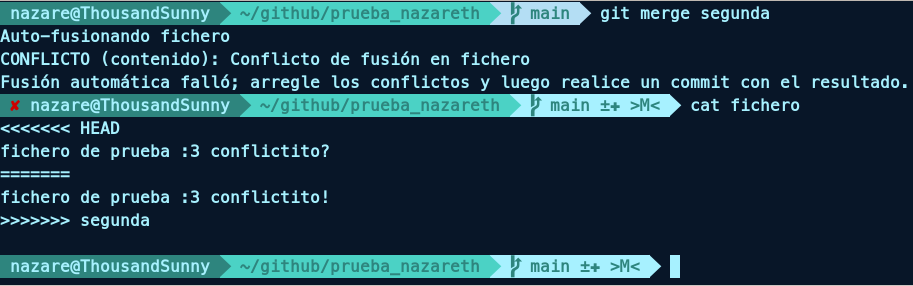 nazare@ThousandSunny ~/github/prueba_nazareth main git merge segunda
Auto-fusionando fichero
CONFLICTO (contenido): Conflicto de fusión en fichero
Fusión automática falló; arregle los conflictos y luego realice un commit con el resultado.
✘ nazare@ThousandSunny ~/github/prueba_nazareth main ±✚ >M< cat fichero
<<<<<<< HEAD
fichero de prueba :3 conflictito?
=======
fichero de prueba :3 conflictito!
>>>>>>> segunda
nazare@ThousandSunny ~/github/prueba_nazareth main ±✚ >M<